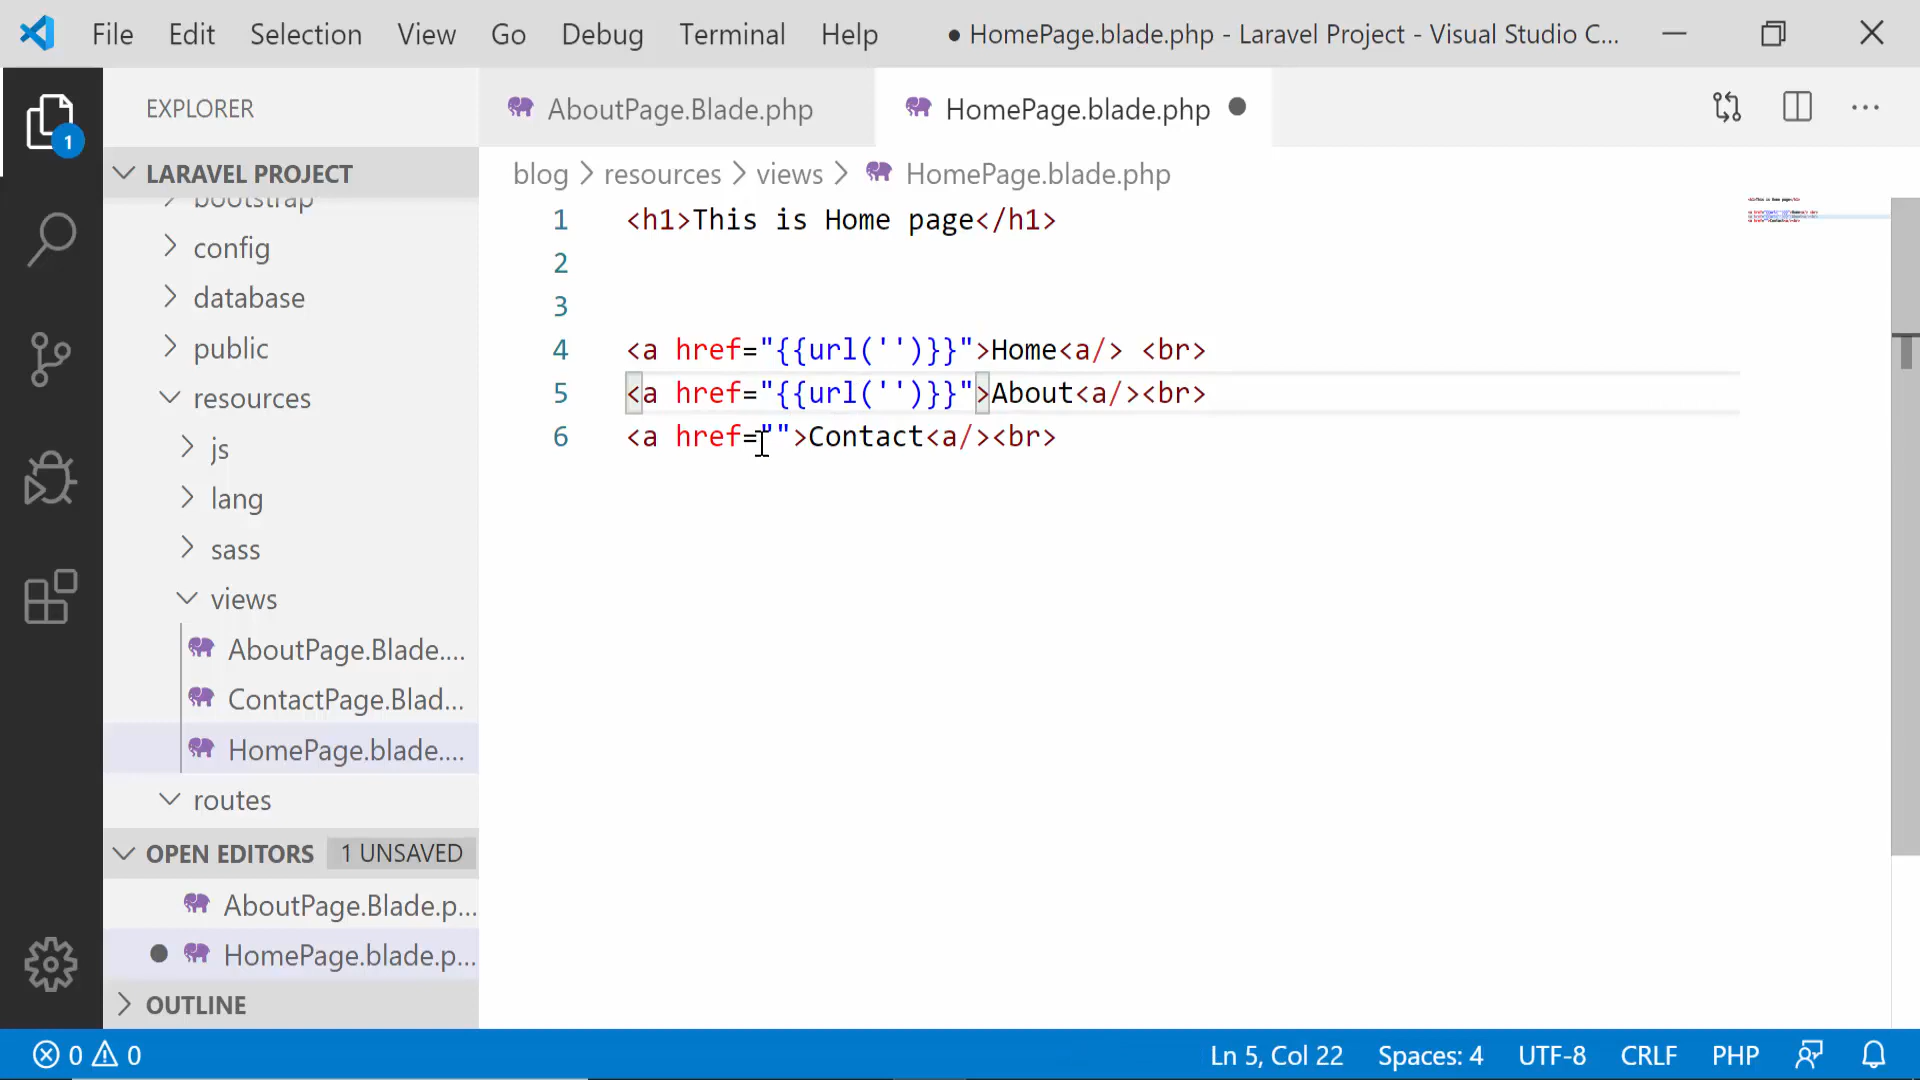 File Edit Selection View Go Debug Terminal Help ● HomePage.blade.php - Laravel Project - Visual Studio C...
1
EXPLORER
LARAVEL PROJECT
bootstrap
config
database
public
resources
js
lang
sass
views
AboutPage.Blade....
ContactPage.Blad...
HomePage.blade....
routes
OPEN EDITORS 1 UNSAVED
AboutPage.Blade.p...
● HomePage.blade.p...
OUTLINE
AboutPage.Blade.php HomePage.blade.php ●
blog > resources > views > HomePage.blade.php
1 <h1>This is Home page</h1>
2
3
4 <a href="{{url('')}}">Home<a/> <br>
5 <a href="{{url('')}}">About<a/><br>
6 <a href="">Contact<a/><br>
0 0 Ln 5, Col 22 Spaces: 4 UTF-8 CRLF PHP